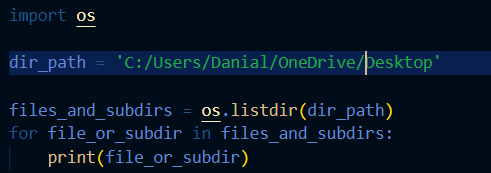 import os
dir_path = 'C:/Users/Danial/OneDrive/Desktop'
files_and_subdirs = os.listdir(dir_path)
for file_or_subdir in files_and_subdirs:
    print(file_or_subdir)